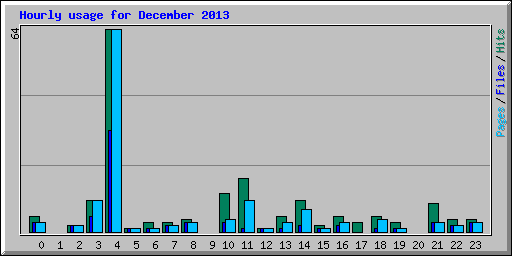 Hourly usage for December 2013
64
Pages/Files/Hits
0 1 2 3 4 5 6 7 8 9 10 11 12 13 14 15 16 17 18 19 20 21 22 23